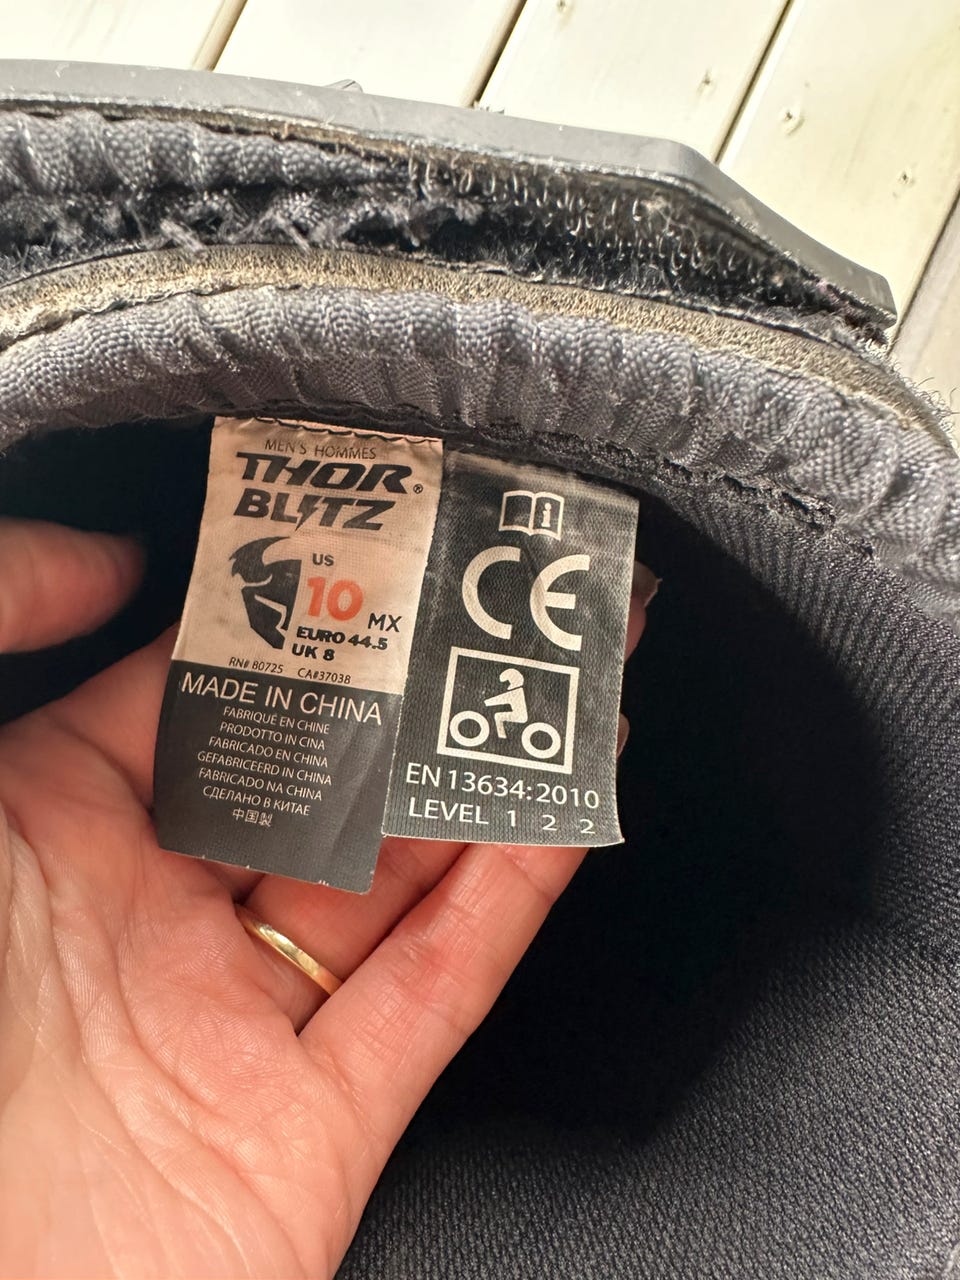 MEN'S HOMMES
THOR®
BLITZ
US
10 MX
EURO 44.5
UK 8
RN# 80725 CA#37038
MADE IN CHINA
FABRIQUÉ EN CHINE
PRODOTTO IN CINA
FABRICADO EN CHINA
GEFABRICEERD IN CHINA
FABRICADO NA CHINA
СДЕЛАНО В КИТАЕ
中国製
i
CE
EN 13634:2010
LEVEL 1 2 2